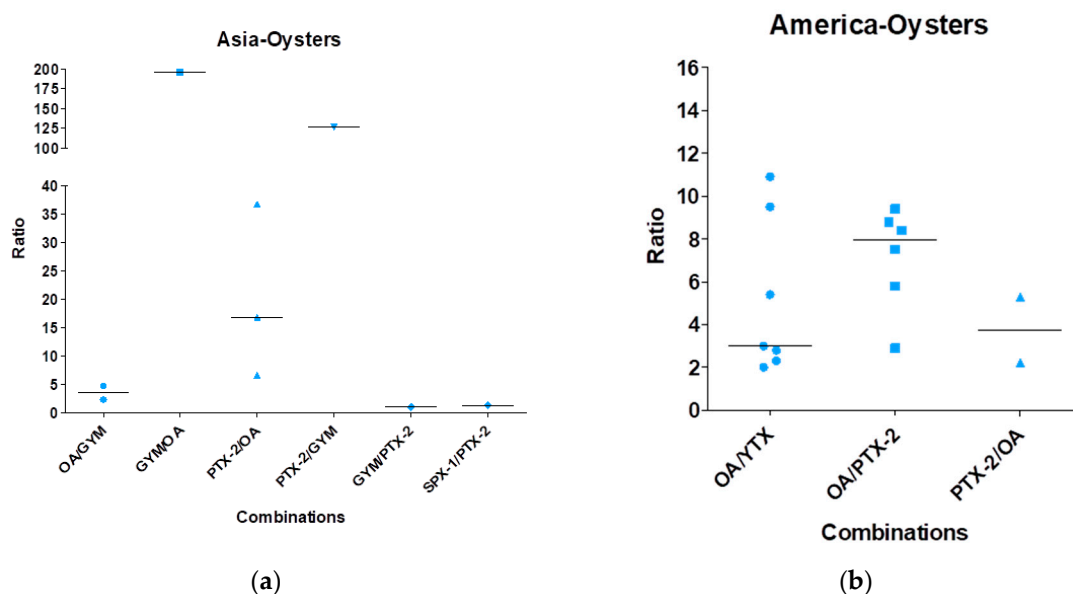 Asia-Oysters
200
175
150
125
100
40
35
30
25
20
15
10
5
0
Ratio
OA/GYM
GYM/OA
PTX-2/OA
PTX-2/GYM
GYM/PTX-2
SPX-1/PTX-2
Combinations
(a)
America-Oysters
16
14
12
10
8
6
4
2
0
Ratio
OA/YTX
OA/PTX-2
PTX-2/OA
Combinations
(b)